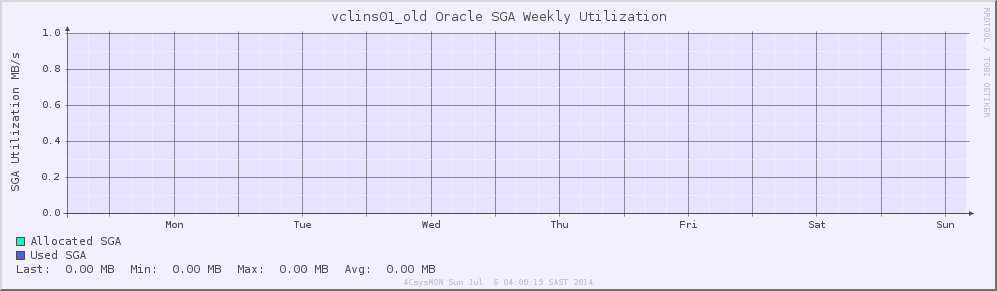 vclins01_old Oracle SGA Weekly Utilization
RRDTOOL / TOBI OETIKER
SGA Utilization MB/s
1.0
0.8
0.6
0.4
0.2
0.0
Mon Tue Wed Thu Fri Sat Sun
Allocated SGA
Used SGA
Last: 0.00 MB Min: 0.00 MB Max: 0.00 MB Avg: 0.00 MB
4CsysMON Sun Jul 6 04:00:19 SAST 2014